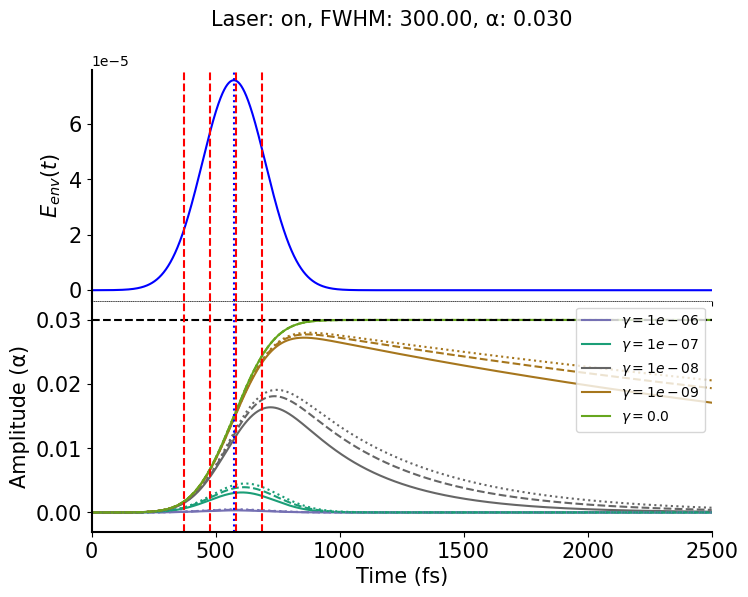 Laser: on, FWHM: 300.00, α: 0.030
1e−5
6
4
2
0
E_env(t)
0.03
0.02
0.01
0.00
Amplitude (α)
γ = 1e − 06
γ = 1e − 07
γ = 1e − 08
γ = 1e − 09
γ = 0.0
0 500 1000 1500 2000 2500
Time (fs)